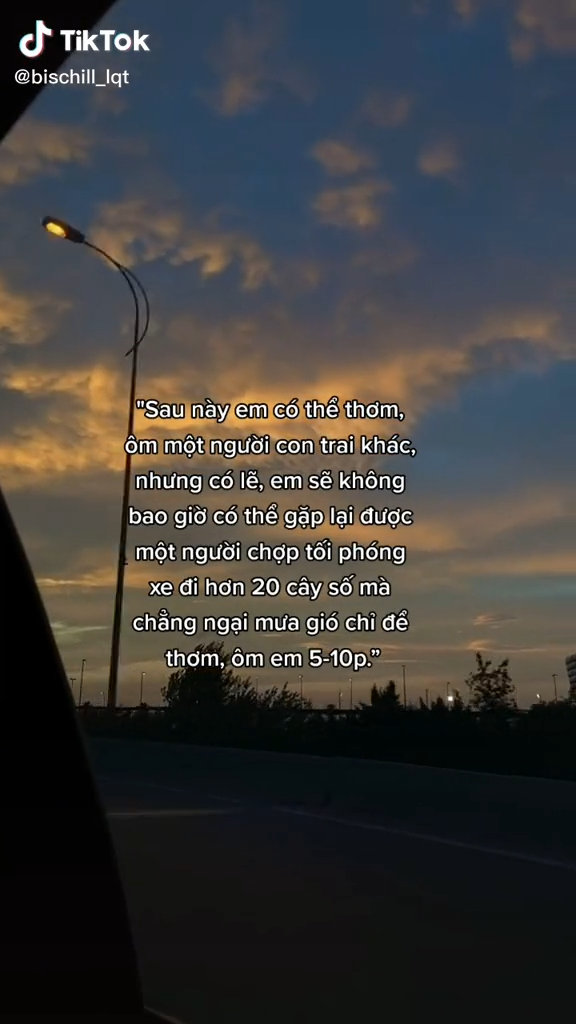 TikTok
@bischill_lqt
"Sau này em có thể thơm,
ôm một người con trai khác,
nhưng có lẽ, em sẽ không
bao giờ có thể gặp lại được
một người chợp tối phóng
xe đi hơn 20 cây số mà
chẳng ngại mưa gió chỉ để
thơm, ôm em 5-10p.”